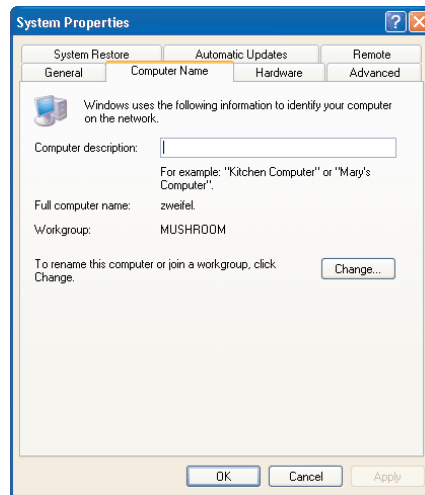 System Properties
System Restore Automatic Updates Remote
General Computer Name Hardware Advanced
Windows uses the following information to identify your computer
on the network.
Computer description:
For example: "Kitchen Computer" or "Mary's
Computer".
Full computer name: zweifel.
Workgroup: MUSHROOM
To rename this computer or join a workgroup, click
Change.
Change...
OK Cancel Apply